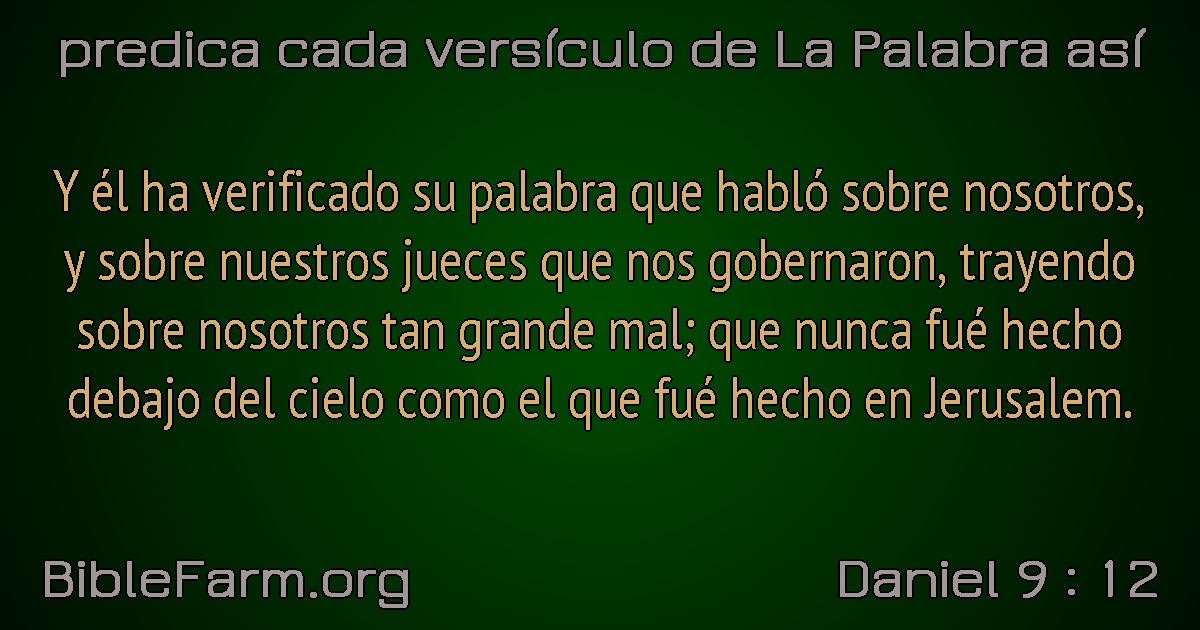 predica cada versículo de La Palabra así
Y él ha verificado su palabra que habló sobre nosotros,
y sobre nuestros jueces que nos gobernaron, trayendo
sobre nosotros tan grande mal; que nunca fué hecho
debajo del cielo como el que fué hecho en Jerusalem.
BibleFarm.org
Daniel 9 : 12